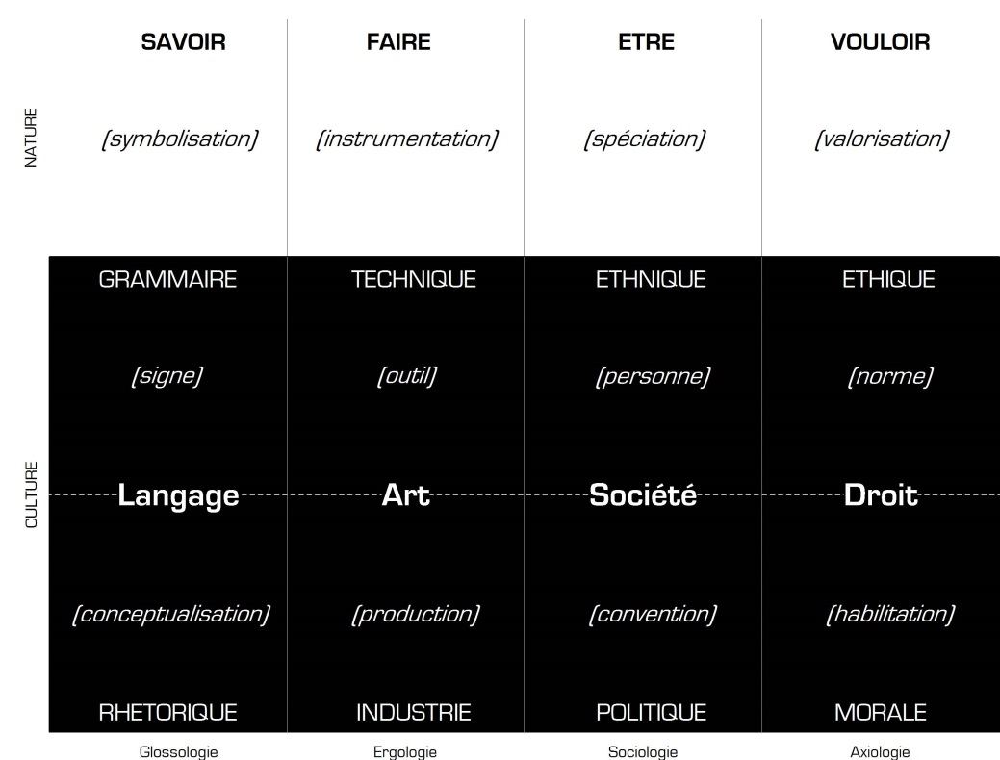 SAVOIR FAIRE ETRE VOULOIR
NATURE
(symbolisation) (instrumentation) (spéciation) (valorisation)
GRAMMAIRE TECHNIQUE ETHNIQUE ETHIQUE
(signe) (outil) (personne) (norme)
CULTURE
Langage Art Société Droit
(conceptualisation) (production) (convention) (habilitation)
RHETORIQUE INDUSTRIE POLITIQUE MORALE
Glossologie Ergologie Sociologie Axiologie